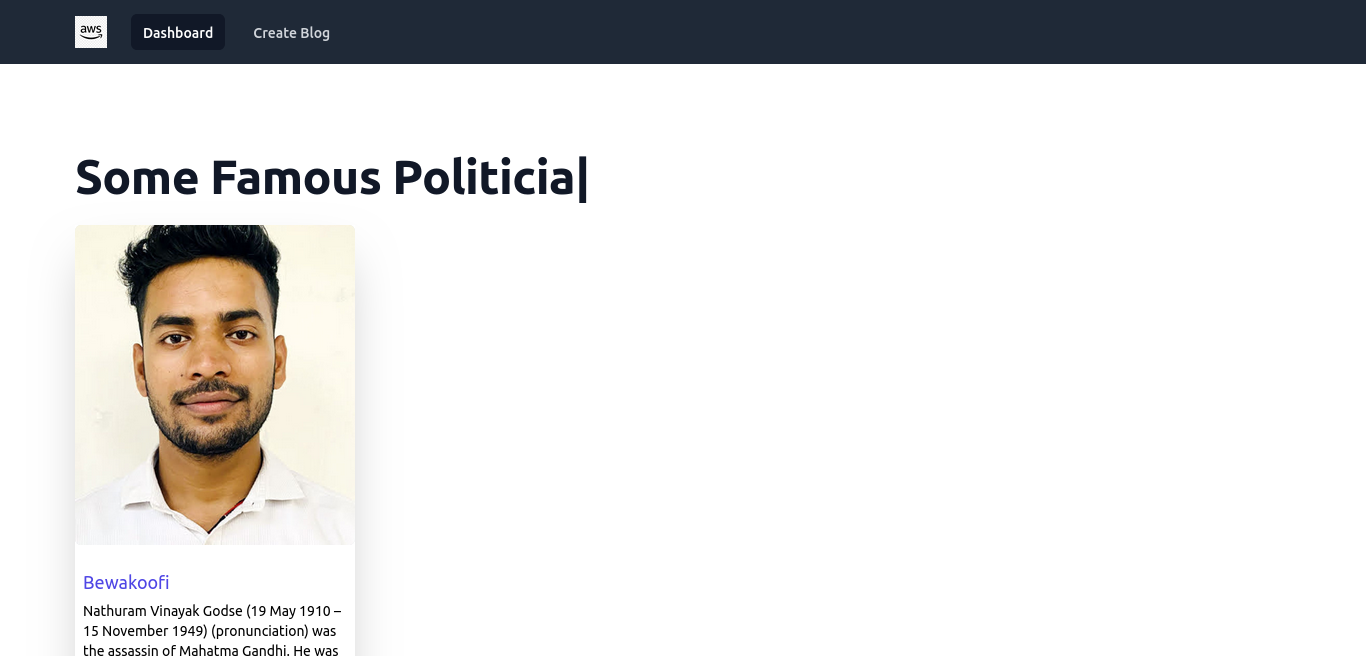 aws
Dashboard
Create Blog
Some Famous Politicia|
Bewakoofi
Nathuram Vinayak Godse (19 May 1910 –
15 November 1949) (pronunciation) was
the assassin of Mahatma Gandhi. He was